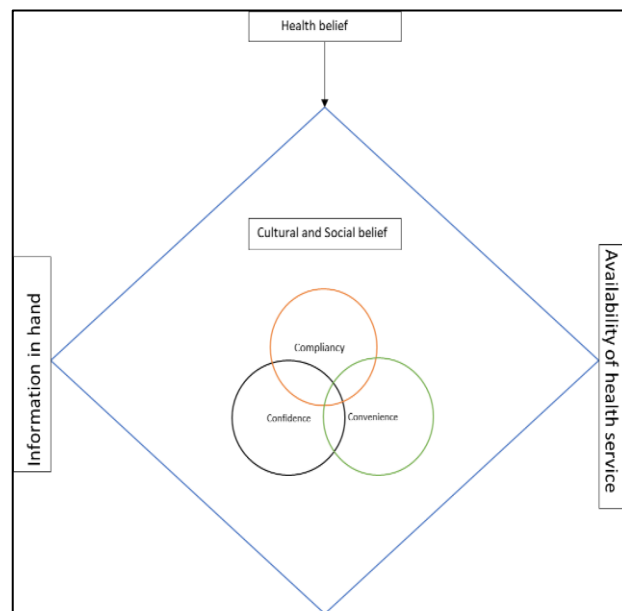 Health belief
Cultural and Social belief
Information in hand
Availability of health service
Compliancy
Confidence
Convenience